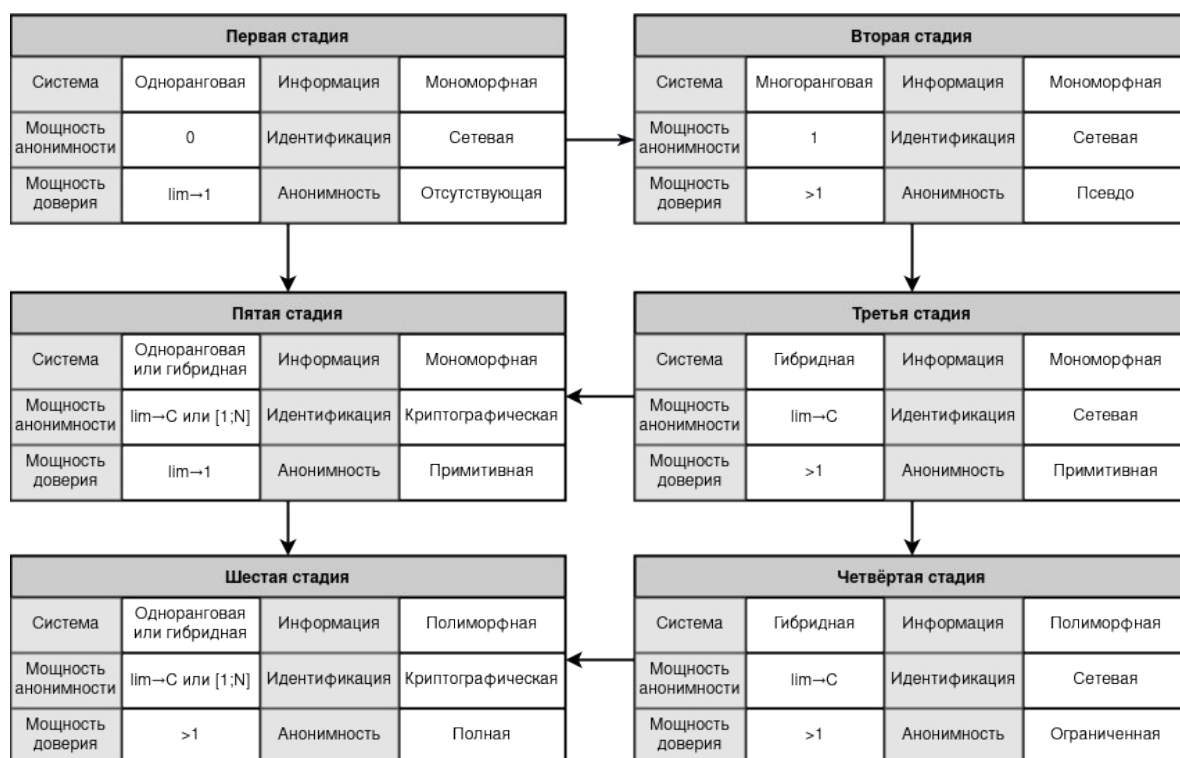 Первая стадия
Система Одноранговая Информация Мономорфная
Мощность анонимности 0 Идентификация Сетевая
Мощность доверия lim→1 Анонимность Отсутствующая
Вторая стадия
Система Многоранговая Информация Мономорфная
Мощность анонимности 1 Идентификация Сетевая
Мощность доверия >1 Анонимность Псевдо
Пятая стадия
Система Одноранговая или гибридная Информация Мономорфная
Мощность анонимности lim→C или [1;N] Идентификация Криптографическая
Мощность доверия lim→1 Анонимность Примитивная
Третья стадия
Система Гибридная Информация Мономорфная
Мощность анонимности lim→C Идентификация Сетевая
Мощность доверия >1 Анонимность Примитивная
Шестая стадия
Система Одноранговая или гибридная Информация Полиморфная
Мощность анонимности lim→C или [1;N] Идентификация Криптографическая
Мощность доверия >1 Анонимность Полная
Четвёртая стадия
Система Гибридная Информация Полиморфная
Мощность анонимности lim→C Идентификация Сетевая
Мощность доверия >1 Анонимность Ограниченная